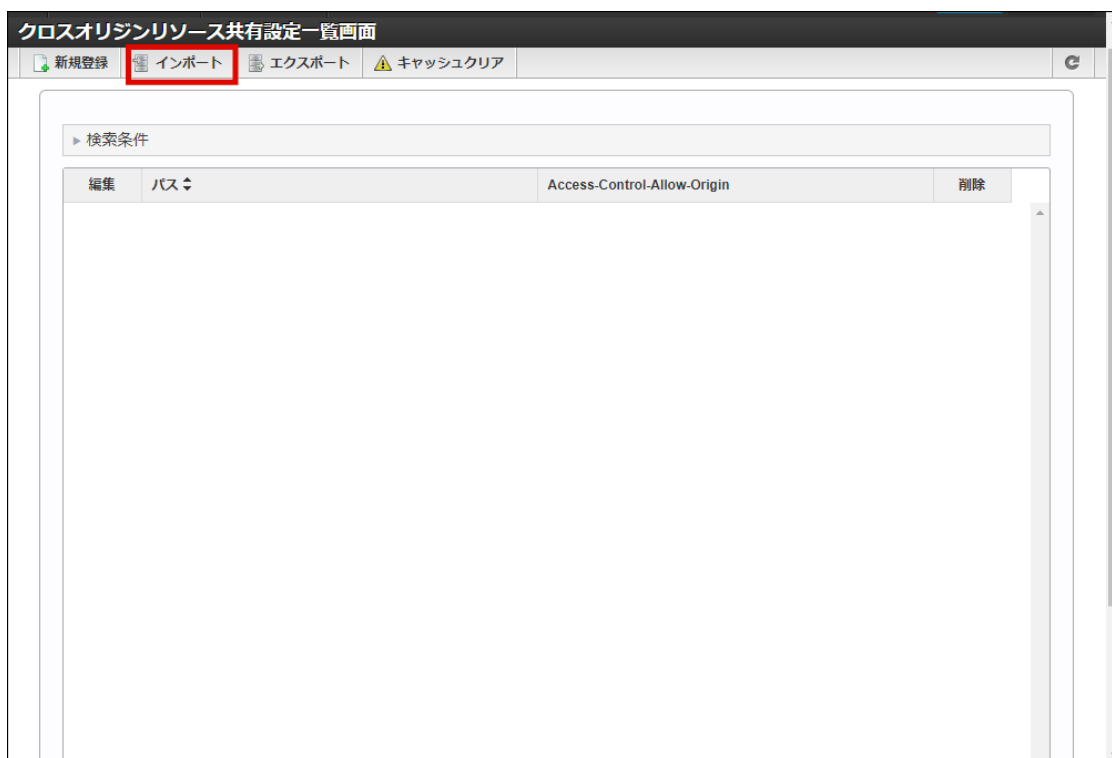 クロスオリジンリソース共有設定一覧画面
新規登録 インポート エクスポート キャッシュクリア
検索条件
編集 パス Access-Control-Allow-Origin 削除